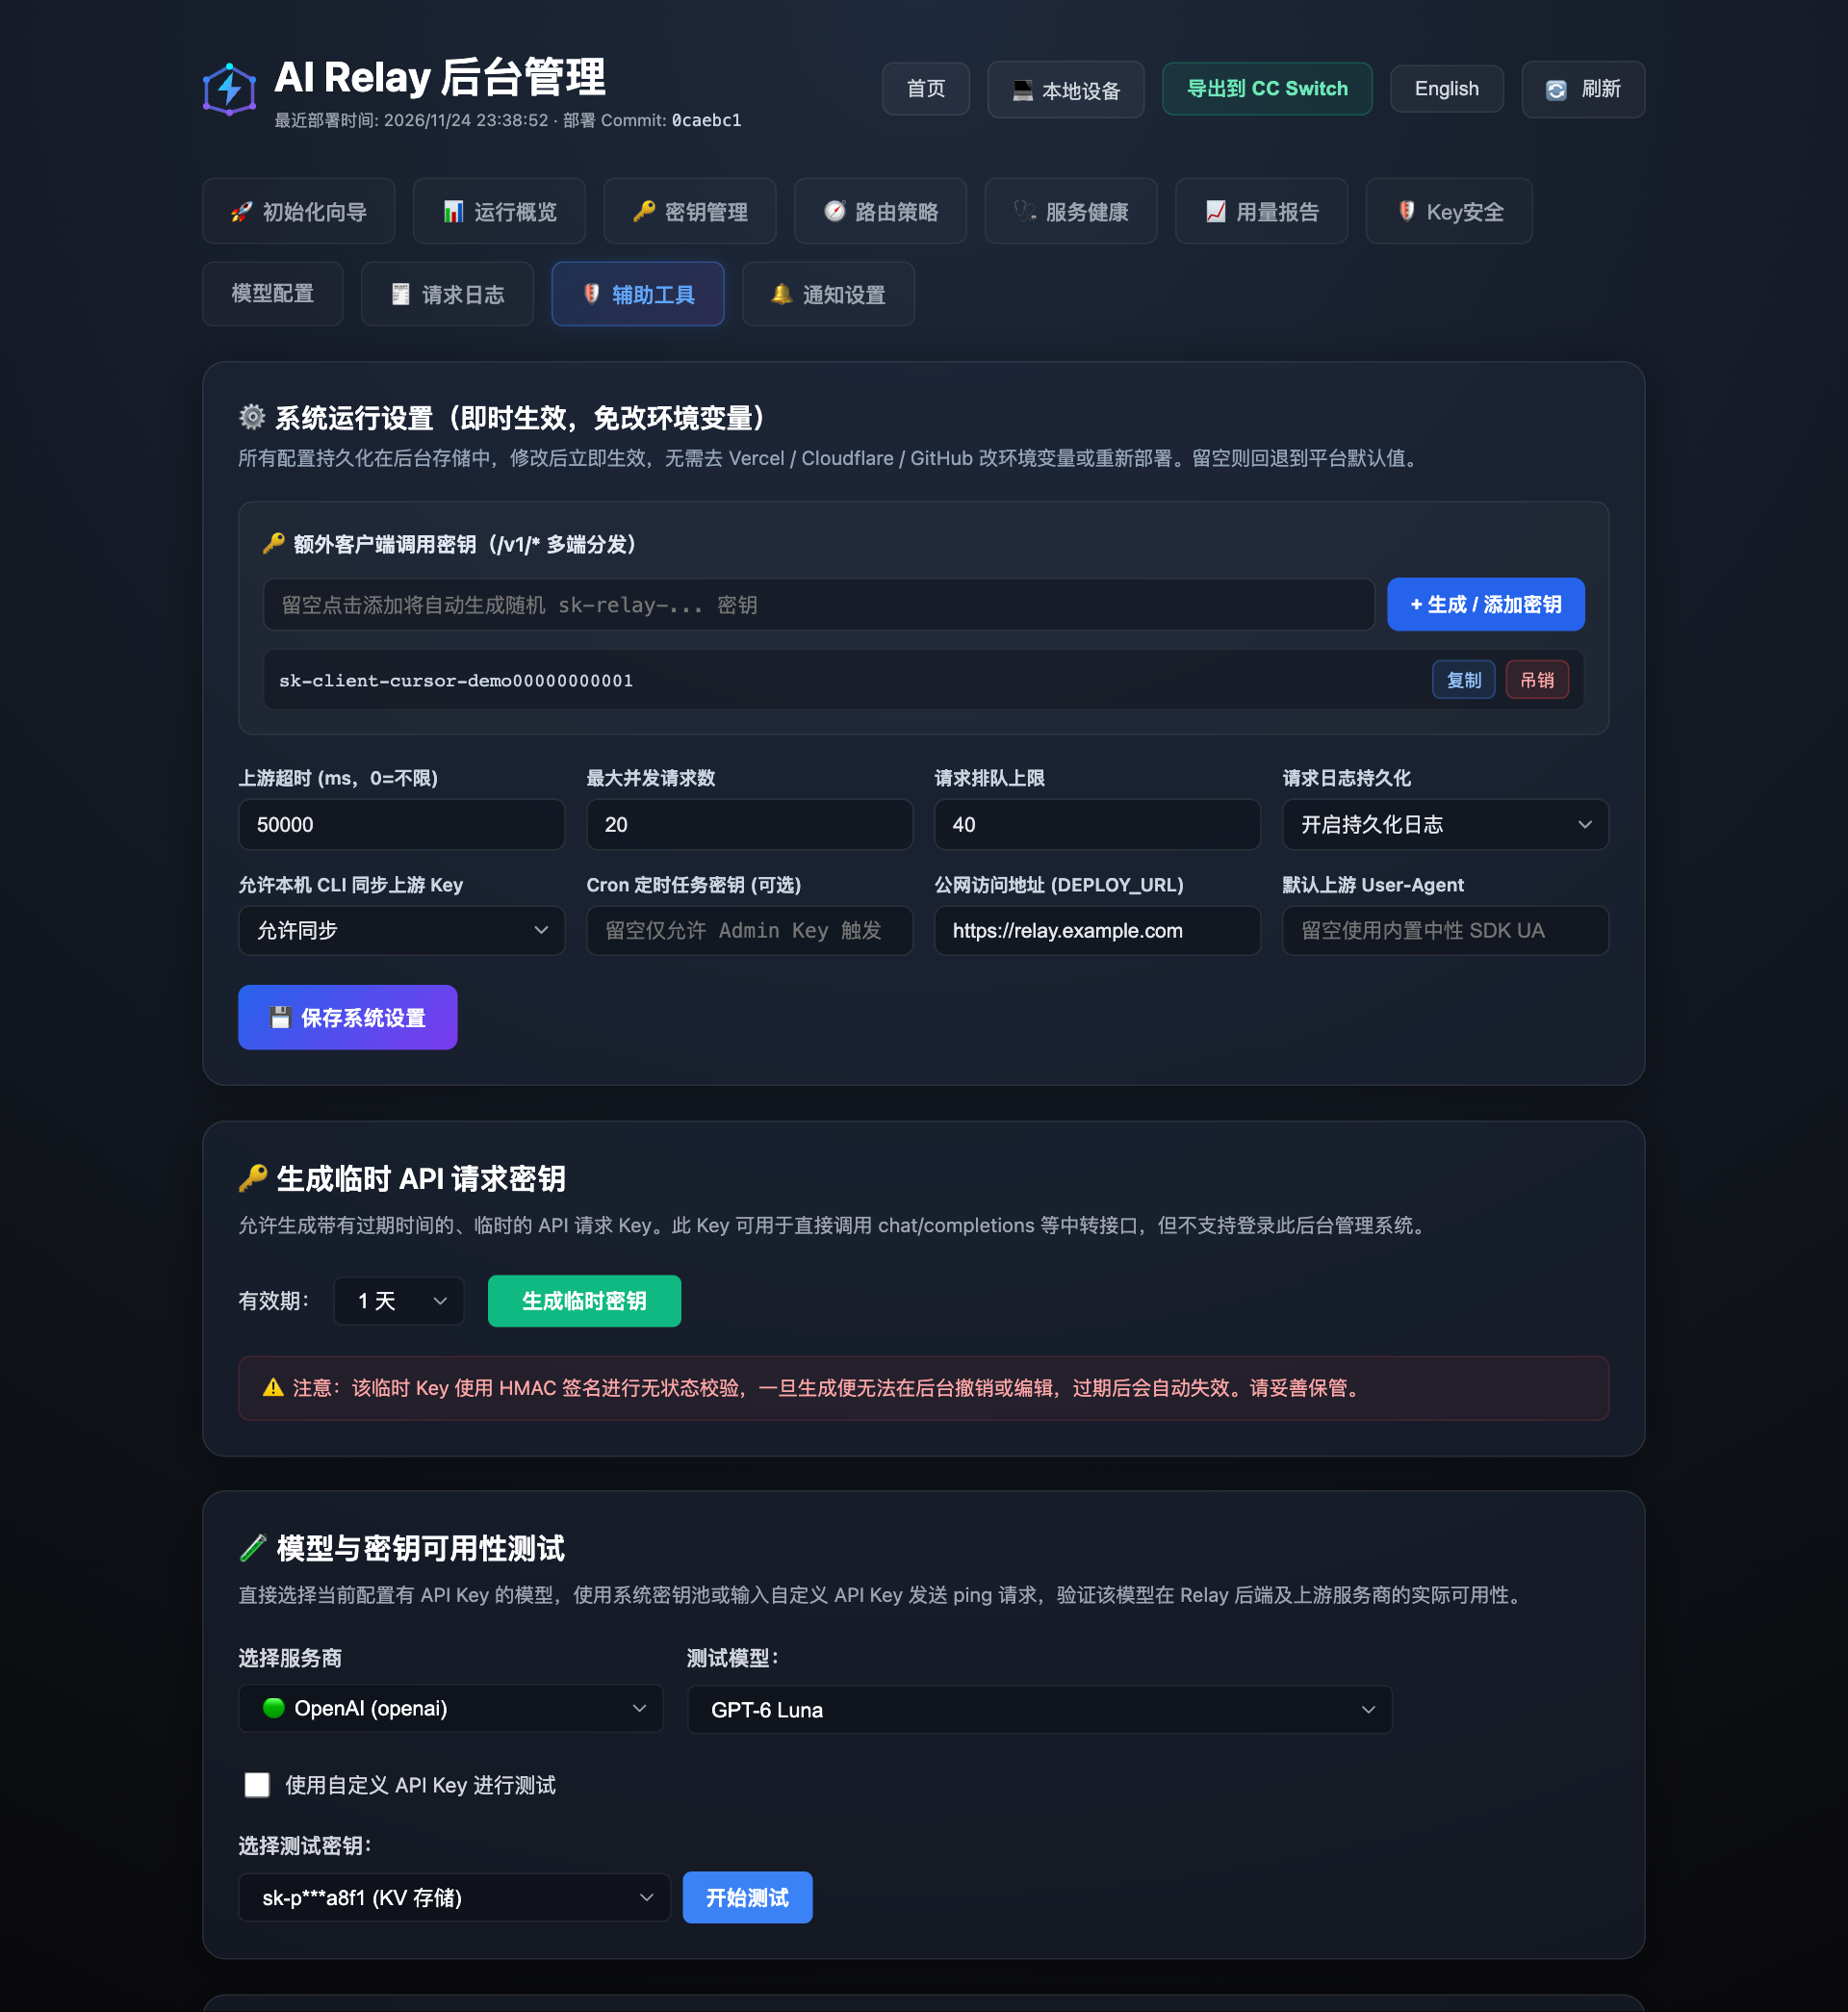 AI Relay 后台管理
最近部署时间: 2026/11/24 23:38:52 · 部署 Commit: 0caebc1
首页
本地设备
导出到 CC Switch
English
刷新
初始化向导
运行概览
密钥管理
路由策略
服务健康
用量报告
Key安全
模型配置
请求日志
辅助工具
通知设置
系统运行设置（即时生效，免改环境变量）
所有配置持久化在后台存储中，修改后立即生效，无需去 Vercel / Cloudflare / GitHub 改环境变量或重新部署。留空则回退到平台默认值。
额外客户端调用密钥（/v1/* 多端分发）
留空点击添加将自动生成随机 sk-relay-... 密钥
+ 生成 / 添加密钥
sk-client-cursor-demo00000000001
复制
吊销
上游超时 (ms，0=不限)
最大并发请求数
请求排队上限
请求日志持久化
50000
20
40
开启持久化日志
允许本机 CLI 同步上游 Key
Cron 定时任务密钥 (可选)
公网访问地址 (DEPLOY_URL)
默认上游 User-Agent
允许同步
留空仅允许 Admin Key 触发
https://relay.example.com
留空使用内置中性 SDK UA
保存系统设置
生成临时 API 请求密钥
允许生成带有过期时间的、临时的 API 请求 Key。此 Key 可用于直接调用 chat/completions 等中转接口，但不支持登录此后台管理系统。
有效期：
1 天
生成临时密钥
注意：该临时 Key 使用 HMAC 签名进行无状态校验，一旦生成便无法在后台撤销或编辑，过期后会自动失效。请妥善保管。
模型与密钥可用性测试
直接选择当前配置有 API Key 的模型，使用系统密钥池或输入自定义 API Key 发送 ping 请求，验证该模型在 Relay 后端及上游服务商的实际可用性。
选择服务商
测试模型：
OpenAI (openai)
GPT-6 Luna
使用自定义 API Key 进行测试
选择测试密钥：
sk-p***a8f1 (KV 存储)
开始测试